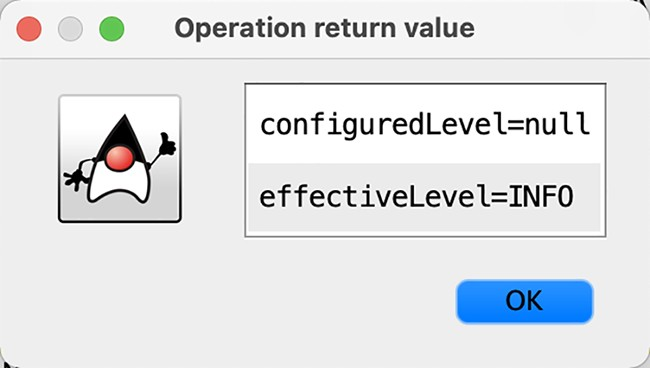 Operation return value
configuredLevel=null
effectiveLevel=INFO
OK